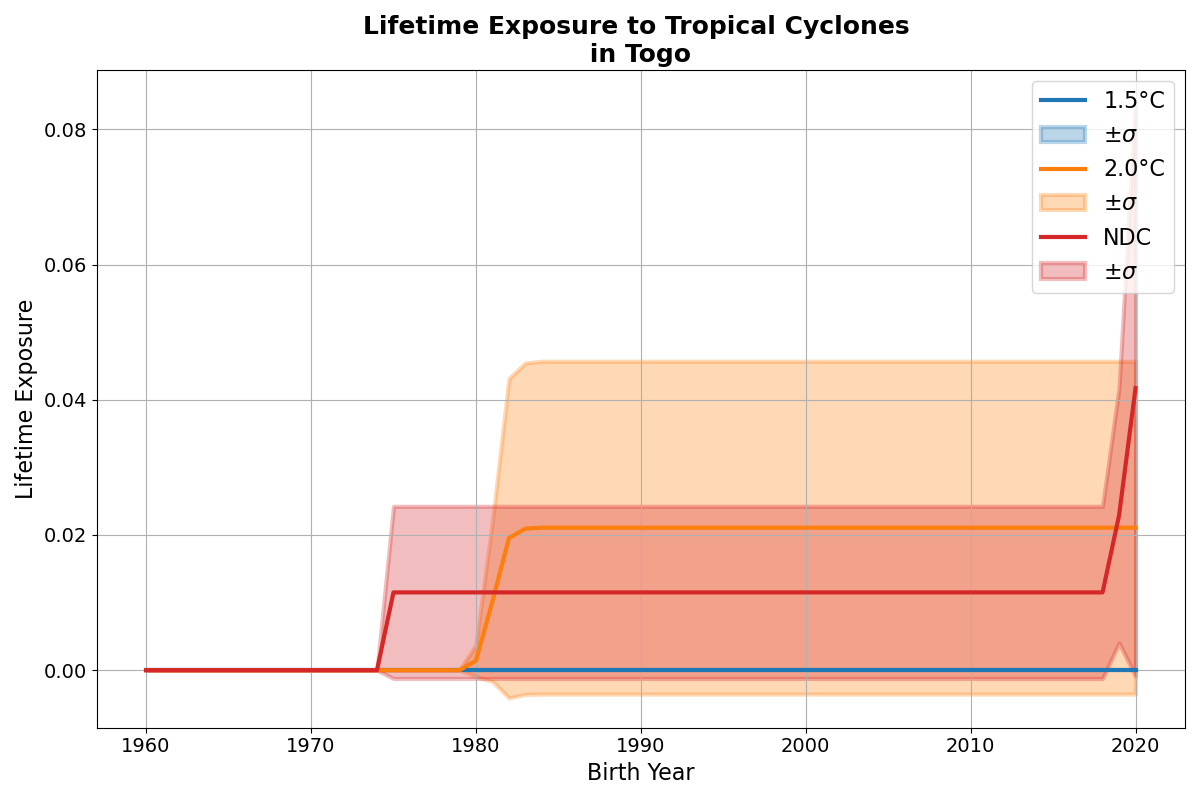 Lifetime Exposure to Tropical Cyclones
in Togo
1.5°C
±σ
2.0°C
±σ
NDC
±σ
Lifetime Exposure
0.08
0.06
0.04
0.02
0.00
1960 1970 1980 1990 2000 2010 2020
Birth Year